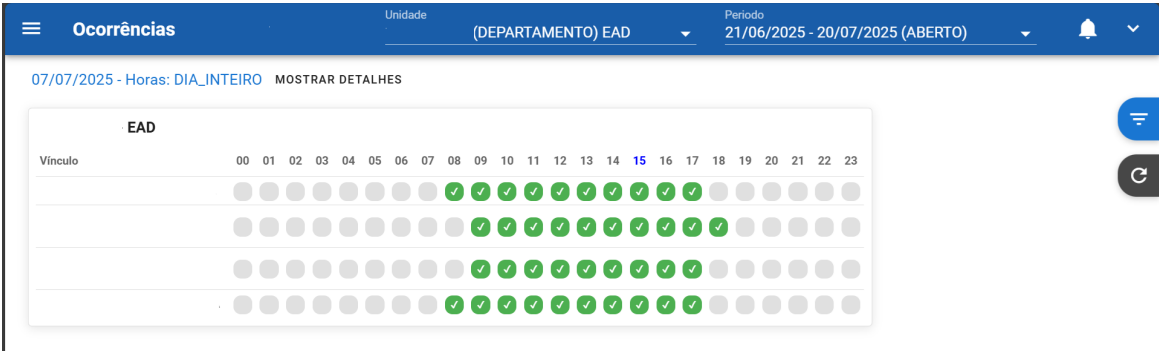 Ocorrências
Unidade
(DEPARTAMENTO) EAD
Periodo
21/06/2025 - 20/07/2025 (ABERTO)
07/07/2025 - Horas: DIA_INTEIRO MOSTRAR DETALHES
EAD
Vínculo 00 01 02 03 04 05 06 07 08 09 10 11 12 13 14 15 16 17 18 19 20 21 22 23